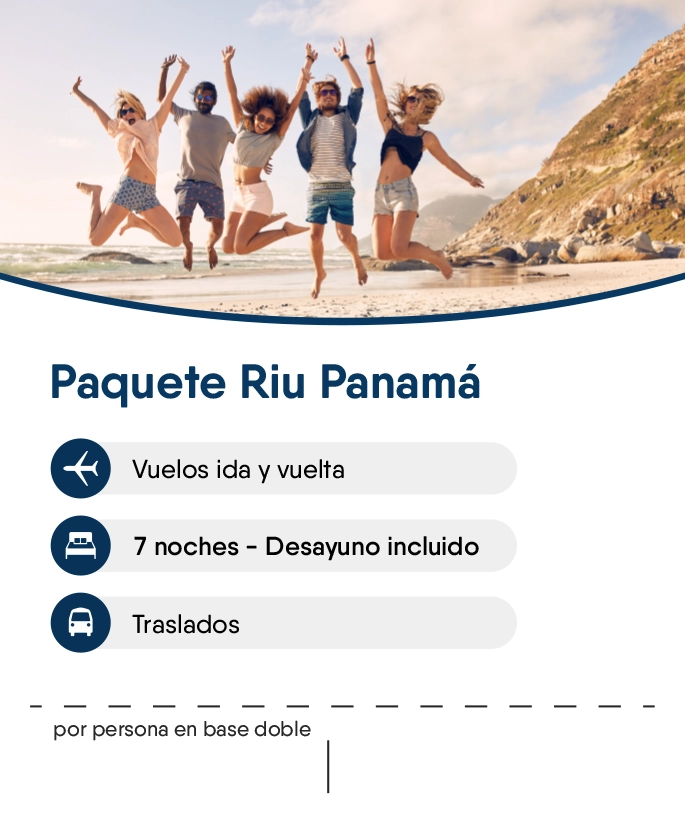 Paquete Riu Panamá
Vuelos ida y vuelta
7 noches - Desayuno incluido
Traslados
por persona en base doble